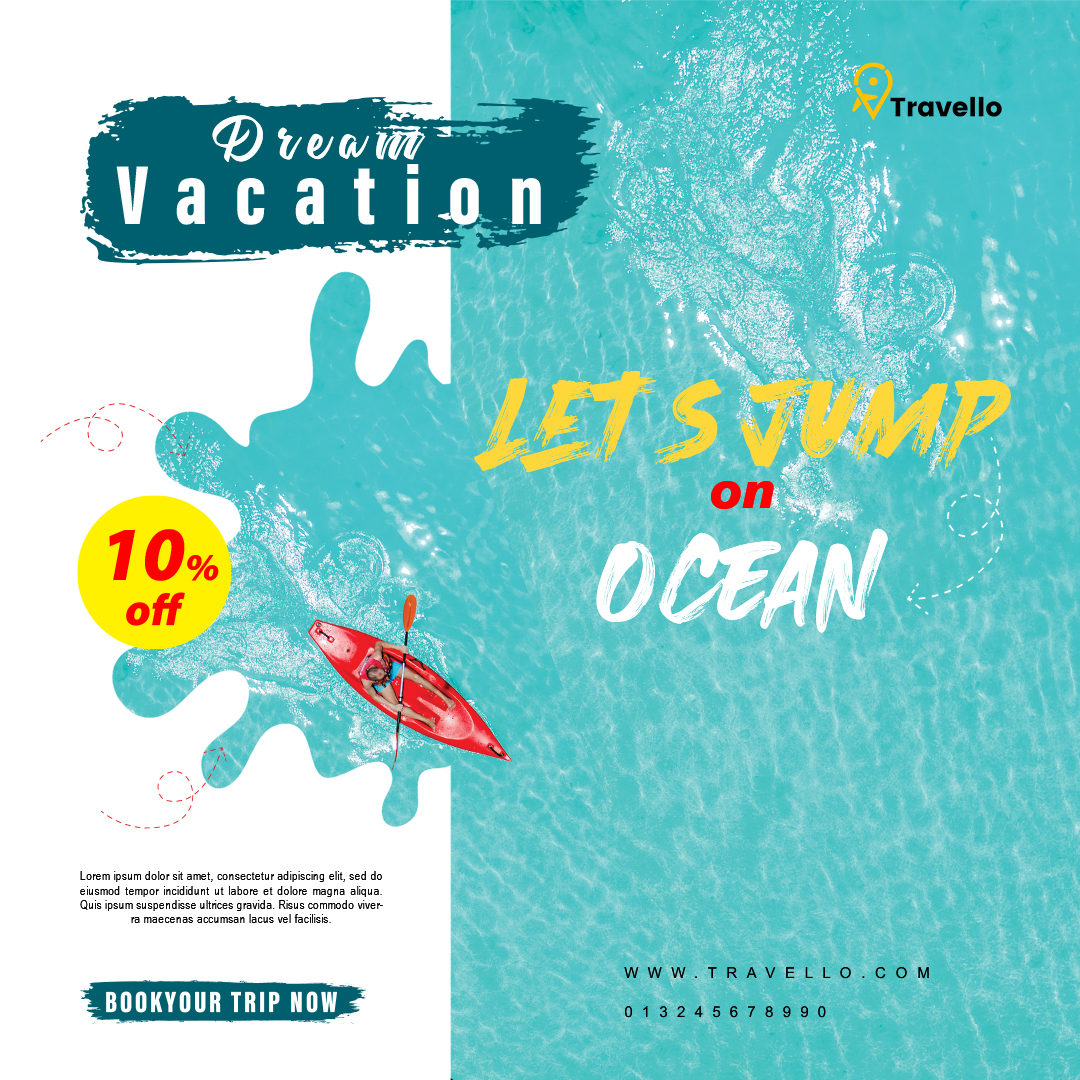 Travello
Dream
Vacation
LET'S JUMP
on
OCEAN
10%
off
Lorem ipsum dolor sit amet, consectetur adipiscing elit, sed do
eiusmod tempor incididunt ut labore et dolore magna aliqua.
Quis ipsum suspendisse ultrices gravida. Risus commodo viver-
ra maecenas accumsan lacus vel facilisis.
BOOKYOUR TRIP NOW
WWW.TRAVELLO.COM
013245678990